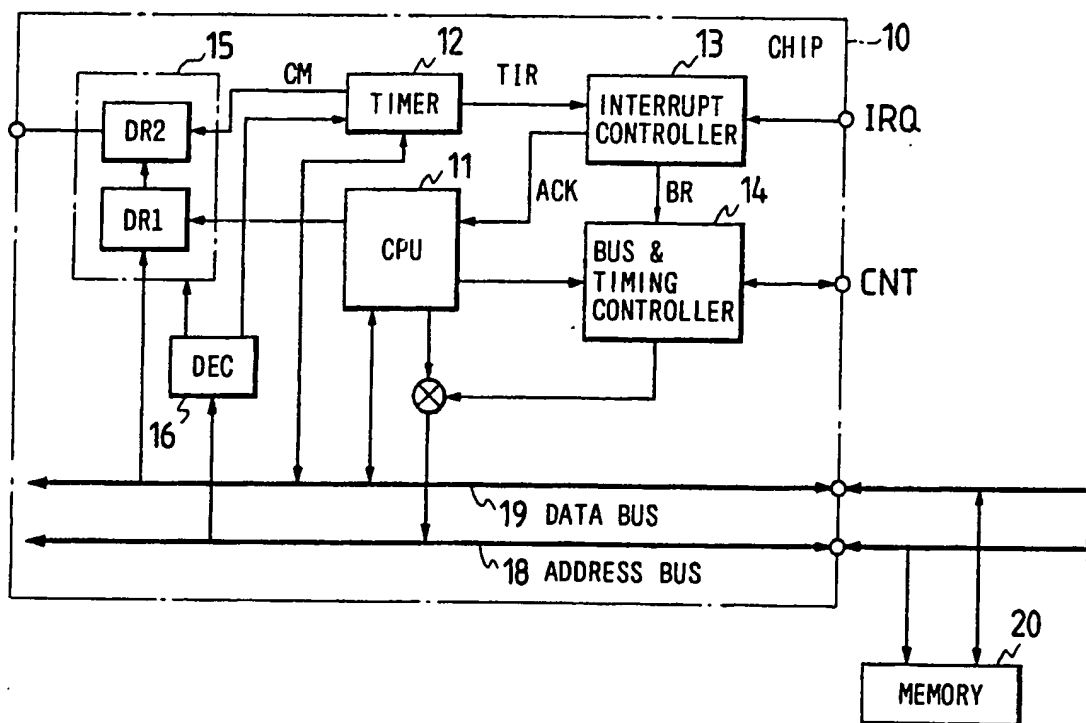 15
CM
12
TIR
13
CHIP
10
DR2
TIMER
INTERRUPT
CONTROLLER
IRQ
11
ACK
BR
14
DR1
CPU
BUS &
TIMING
CONTROLLER
CNT
DEC
16
19 DATA BUS
18 ADDRESS BUS
20
MEMORY